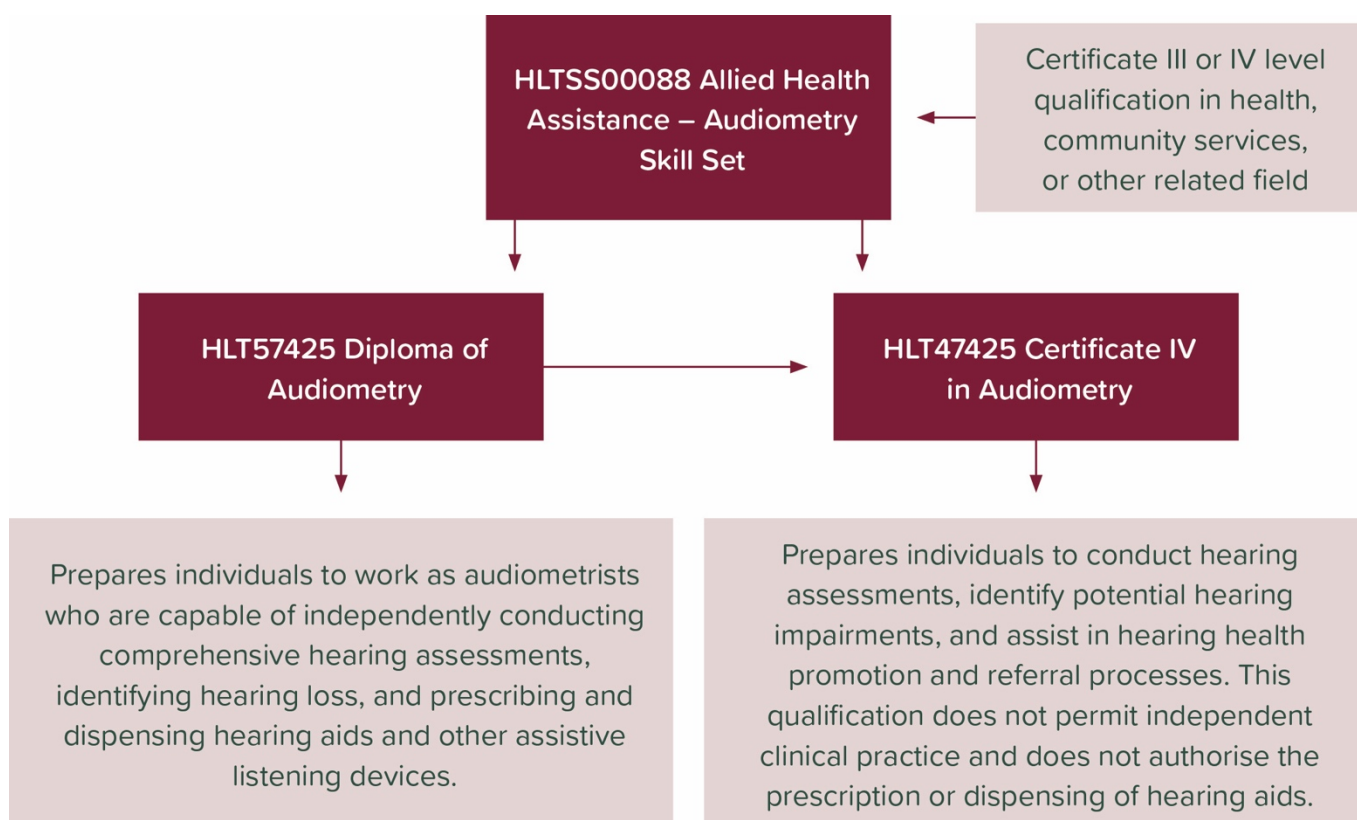 HLTSS00088 Allied Health
Assistance – Audiometry
Skill Set
Certificate III or IV level
qualification in health,
community services,
or other related field
HLT57425 Diploma of
Audiometry
HLT47425 Certificate IV
in Audiometry
Prepares individuals to work as audiometrists
who are capable of independently conducting
comprehensive hearing assessments,
identifying hearing loss, and prescribing and
dispensing hearing aids and other assistive
listening devices.
Prepares individuals to conduct hearing
assessments, identify potential hearing
impairments, and assist in hearing health
promotion and referral processes. This
qualification does not permit independent
clinical practice and does not authorise the
prescription or dispensing of hearing aids.